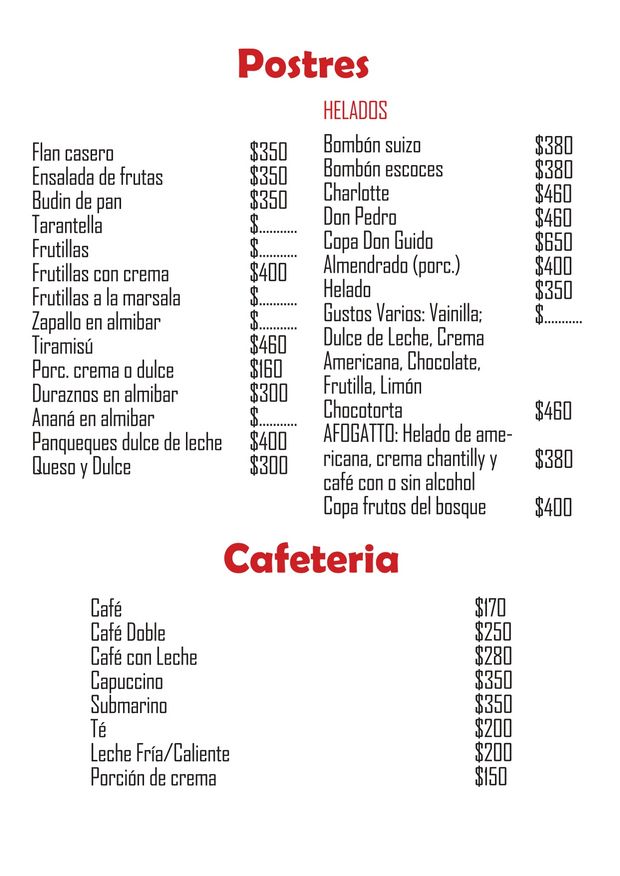 Postres
Flan casero $350
Ensalada de frutas $350
Budin de pan $350
Tarantella $...........
Frutillas $...........
Frutillas con crema $400
Frutillas a la marsala $...........
Zapallo en almibar $...........
Tiramisú $460
Porc. crema o dulce $160
Duraznos en almibar $300
Ananá en almibar $...........
Panqueques dulce de leche $400
Queso y Dulce $300
HELADOS
Bombón suizo $380
Bombón escoces $380
Charlotte $460
Don Pedro $460
Copa Don Guido $650
Almendrado (porc.) $400
Helado $350
Gustos Varios: Vainilla; $...........
Dulce de Leche, Crema
Americana, Chocolate,
Frutilla, Limón
Chocotorta $460
AFOGATTO: Helado de ame-
ricana, crema chantilly y $380
café con o sin alcohol
Copa frutos del bosque $400
Cafeteria
Café $170
Café Doble $250
Café con Leche $280
Capuccino $350
Submarino $350
Té $200
Leche Fría/Caliente $200
Porción de crema $150